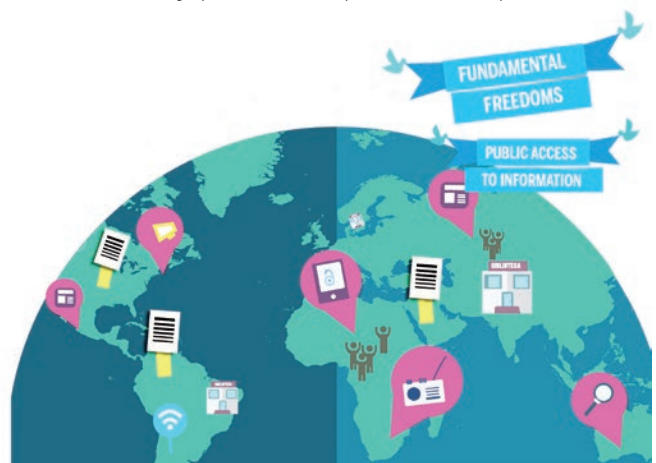 FUNDAMENTAL
FREEDOMS
PUBLIC ACCESS
TO INFORMATION
BIBLIOTECA